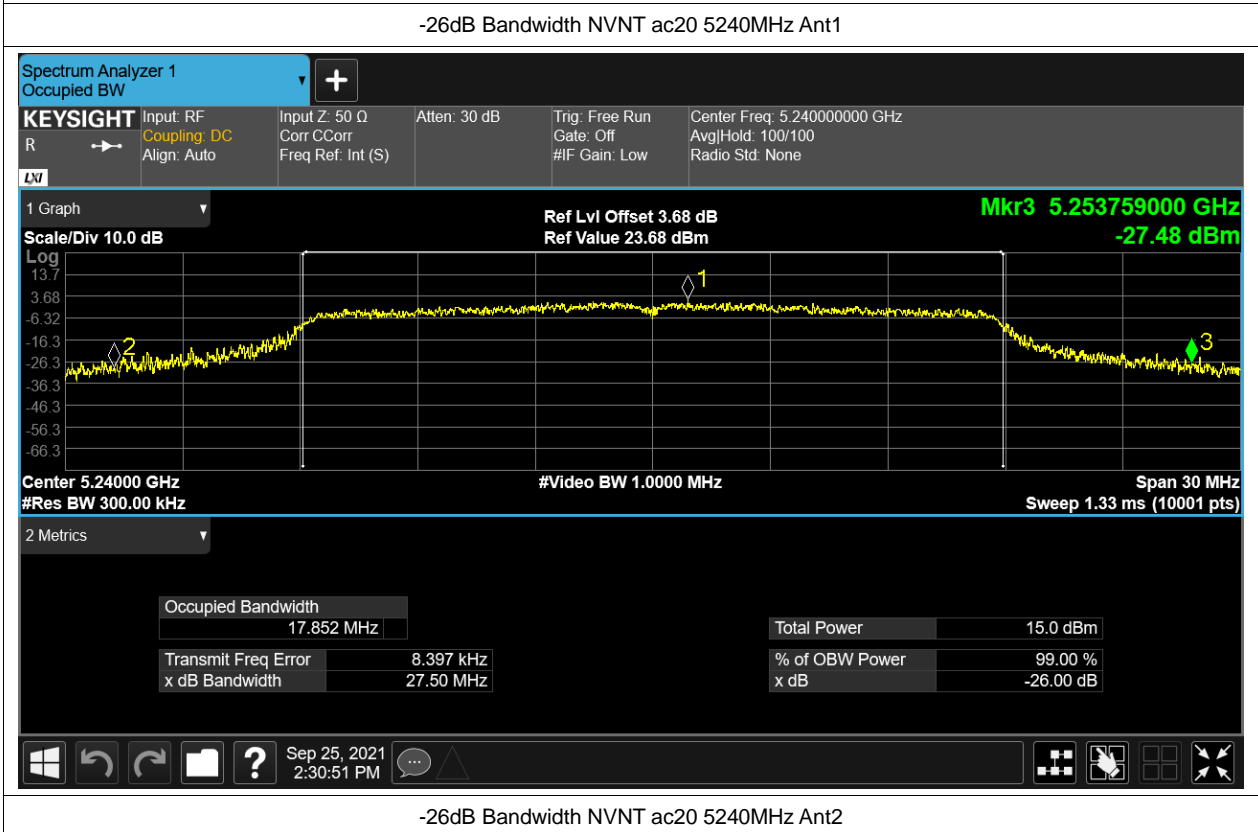 -26dB Bandwidth NVNT ac20 5240MHz Ant1
Spectrum Analyzer 1
Occupied BW
+
KEYSIGHT Input: RF Input Z: 50 Ω Atten: 30 dB Trig: Free Run Center Freq: 5.240000000 GHz
R Coupling: DC Corr CCorr Gate: Off Avg|Hold: 100/100
Align: Auto Freq Ref: Int (S) #IF Gain: Low Radio Std: None
LXI
1 Graph Ref Lvl Offset 3.68 dB Mkr3 5.253759000 GHz
Scale/Div 10.0 dB Ref Value 23.68 dBm -27.48 dBm
Log
13.7
3.68
-6.32
-16.3
-26.3
-36.3
-46.3
-56.3
-66.3
1
2
3
Center 5.24000 GHz #Video BW 1.0000 MHz Span 30 MHz
#Res BW 300.00 kHz Sweep 1.33 ms (10001 pts)
2 Metrics
Occupied Bandwidth
17.852 MHz Total Power 15.0 dBm
Transmit Freq Error 8.397 kHz % of OBW Power 99.00 %
x dB Bandwidth 27.50 MHz x dB -26.00 dB
? Sep 25, 2021
2:30:51 PM
-26dB Bandwidth NVNT ac20 5240MHz Ant2